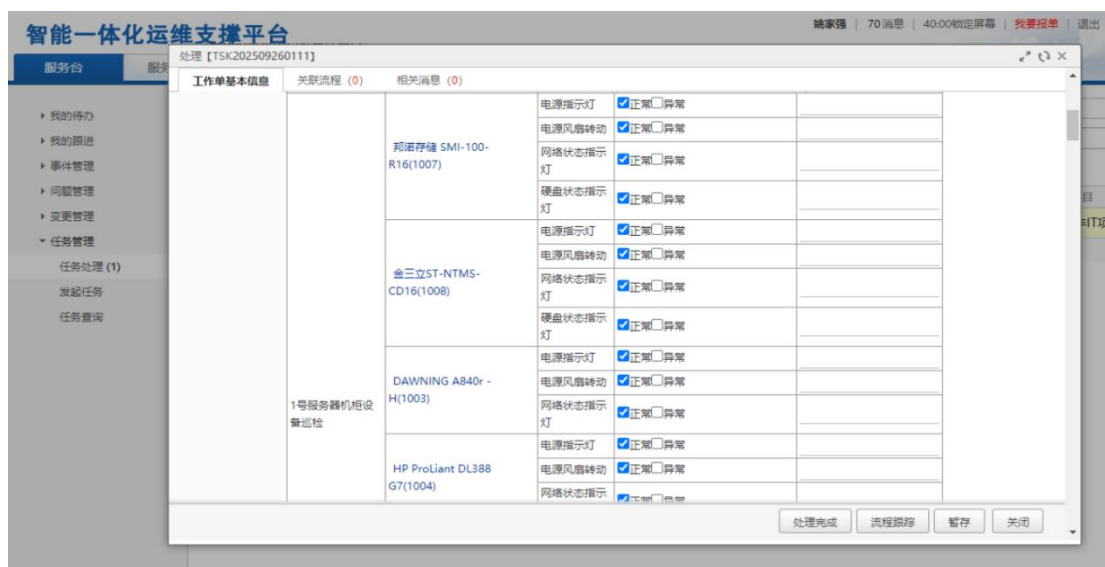 智能一体化运维支撑平台
姚家强 | 70消息 | 40:00锁定屏幕 | 我要报单 | 退出
服务台
我的待办
我的跟进
事件管理
问题管理
变更管理
任务管理
任务处理 (1)
发起任务
任务查询
处理【TSK202509260111】
工作单基本信息 关联流程 (0) 相关消息 (0)
1号服务器机柜设
备巡检
邦诺存储 SMI-100-
R16(1007)
电源指示灯 正常 异常
电源风扇转动 正常 异常
网络状态指示
灯 正常 异常
硬盘状态指示
灯 正常 异常
金三立ST-NTMS-
CD16(1008)
电源指示灯 正常 异常
电源风扇转动 正常 异常
网络状态指示
灯 正常 异常
硬盘状态指示
灯 正常 异常
DAWNING A840r -
H(1003)
电源指示灯 正常 异常
电源风扇转动 正常 异常
网络状态指示
灯 正常 异常
HP ProLiant DL388
G7(1004)
电源指示灯 正常 异常
电源风扇转动 正常 异常
网络状态指示 正常 异常
处理完成 流程跟踪 暂存 关闭